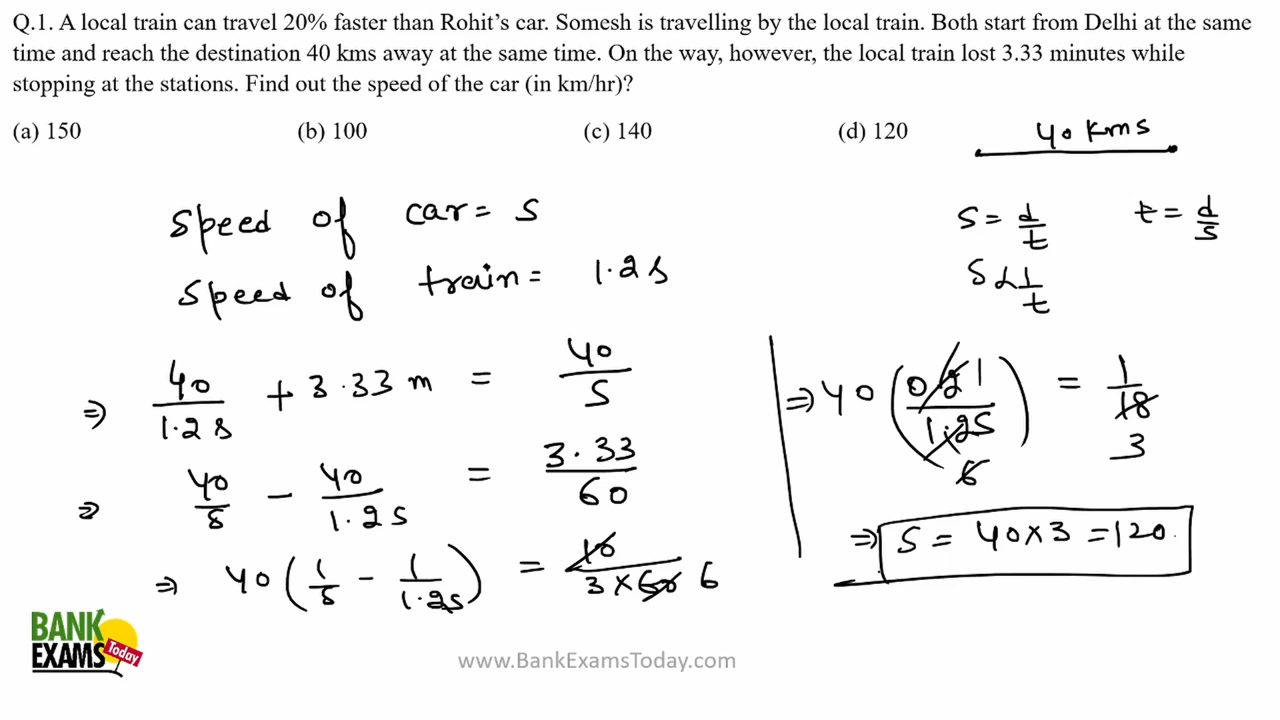 Q.1. A local train can travel 20% faster than Rohit’s car. Somesh is travelling by the local train. Both start from Delhi at the same
time and reach the destination 40 kms away at the same time. On the way, however, the local train lost 3.33 minutes while
stopping at the stations. Find out the speed of the car (in km/hr)?
(a) 150 (b) 100 (c) 140 (d) 120
40 kms
Speed of car = S
Speed of train = 1.2 S
S = d/t t = d/s
S ∝ 1/t
⇒ 40/1.2S + 3.33 m = 40/S
⇒ 40/S - 40/1.2S = 3.33/60
⇒ 40 (1/S - 1/1.2S) = 10/3×60 6
⇒ 40 (0.2 1/1.2S 6) = 1/18 3
⇒ S = 40×3 = 120
BANK
EXAMS Today
www.BankExamsToday.com